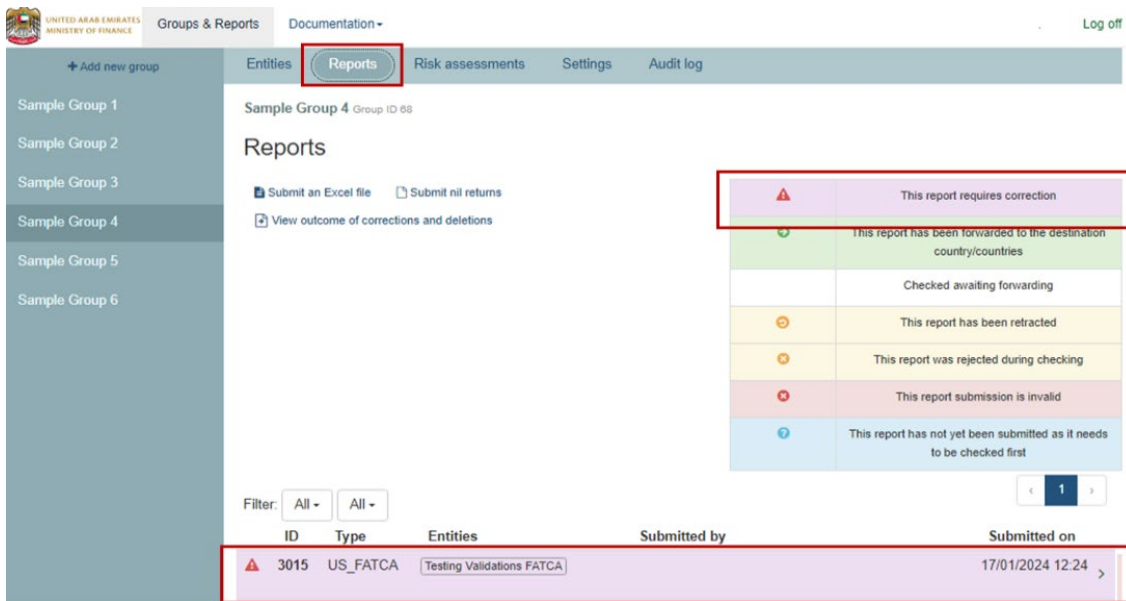 UNITED ARAB EMIRATES
MINISTRY OF FINANCE
Groups & Reports
Documentation
.
Log off
+ Add new group
Entities
Reports
Risk assessments
Settings
Audit log
Sample Group 1
Sample Group 2
Sample Group 3
Sample Group 4
Sample Group 5
Sample Group 6
Sample Group 4 Group ID 68
Reports
Submit an Excel file
Submit nil returns
View outcome of corrections and deletions
This report requires correction
This report has been forwarded to the destination
country/countries
Checked awaiting forwarding
This report has been retracted
This report was rejected during checking
This report submission is invalid
This report has not yet been submitted as it needs
to be checked first
‹ 1 ›
Filter: All All
ID Type Entities Submitted by Submitted on
3015 US_FATCA Testing Validations FATCA 17/01/2024 12:24 ›